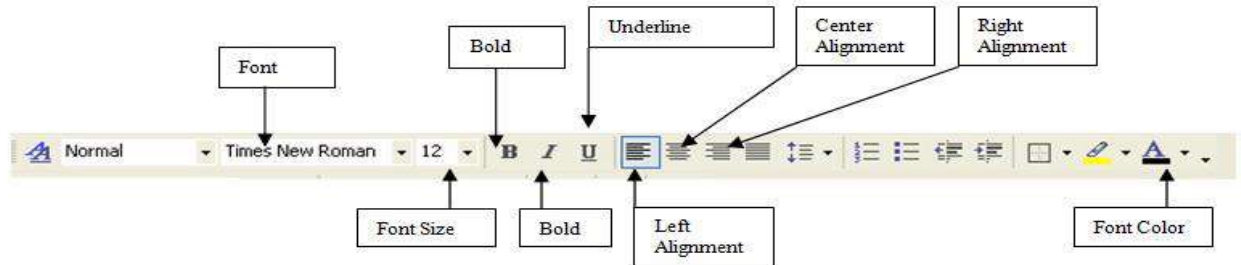 Underline
Center
Alignment
Right
Alignment
Bold
Font
Normal
Times New Roman
12
B
I
U
A
Font Size
Bold
Left
Alignment
Font Color